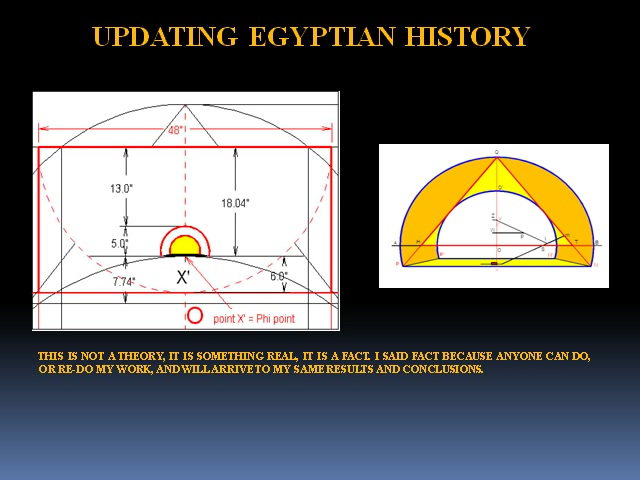 UPDATING EGYPTIAN HISTORY
48"
13.0"
18.04"
5.0"
7.74"
X'
6.0"
O
point X' = Phi point
Q
A
H
T
B
THIS IS NOT A THEORY, IT IS SOMETHING REAL, IT IS A FACT. I SAID FACT BECAUSE ANYONE CAN DO,
OR RE-DO MY WORK, AND WILL ARRIVE TO MY SAME RESULTS AND CONCLUSIONS.